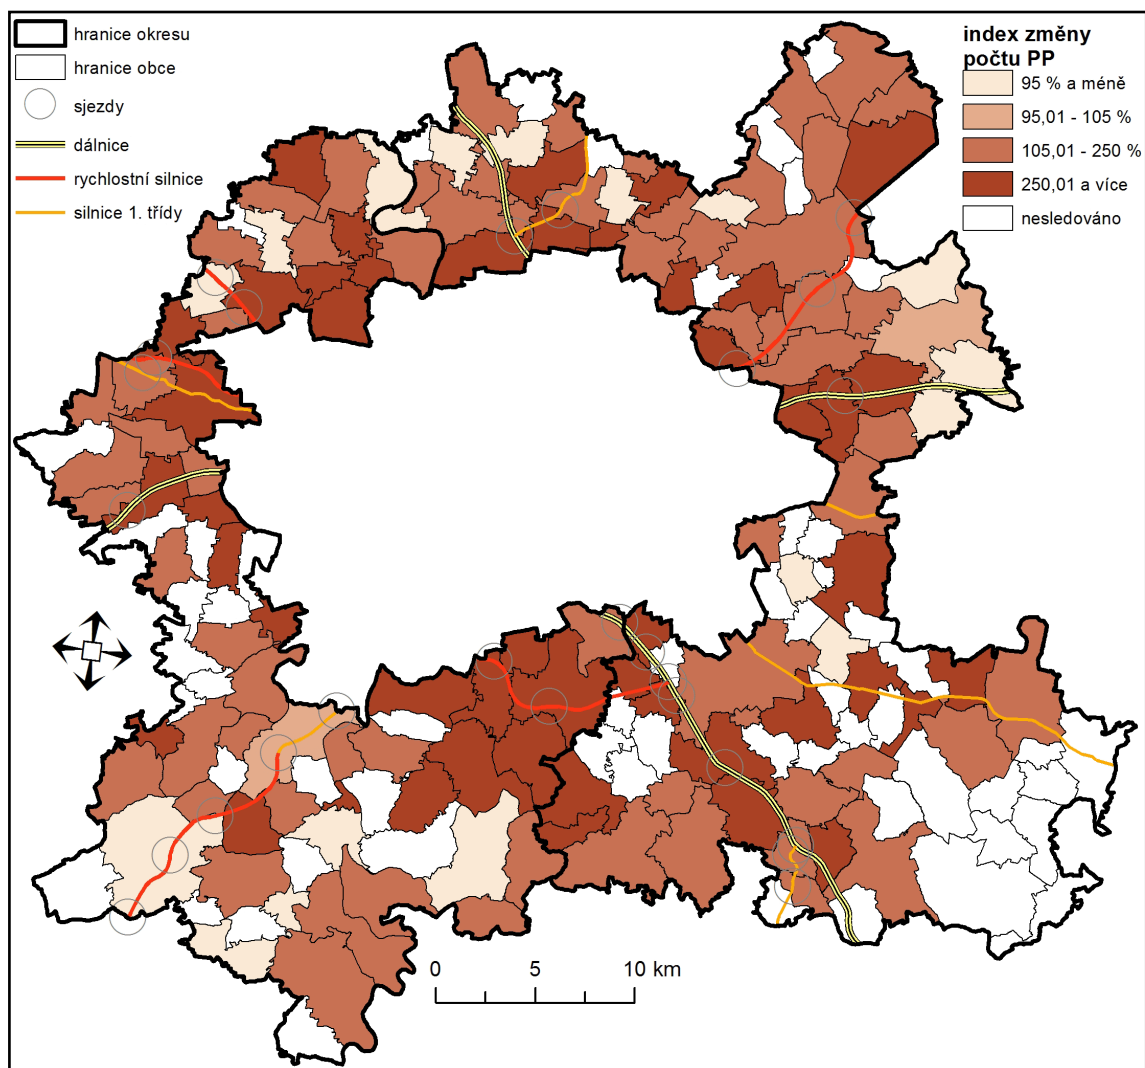 hranice okresu
hranice obce
sjezdy
dálnice
rychlostní silnice
silnice 1. třídy
index změny
počtu PP
95 % a méně
95,01 - 105 %
105,01 - 250 %
250,01 a více
nesledováno
0 5 10 km